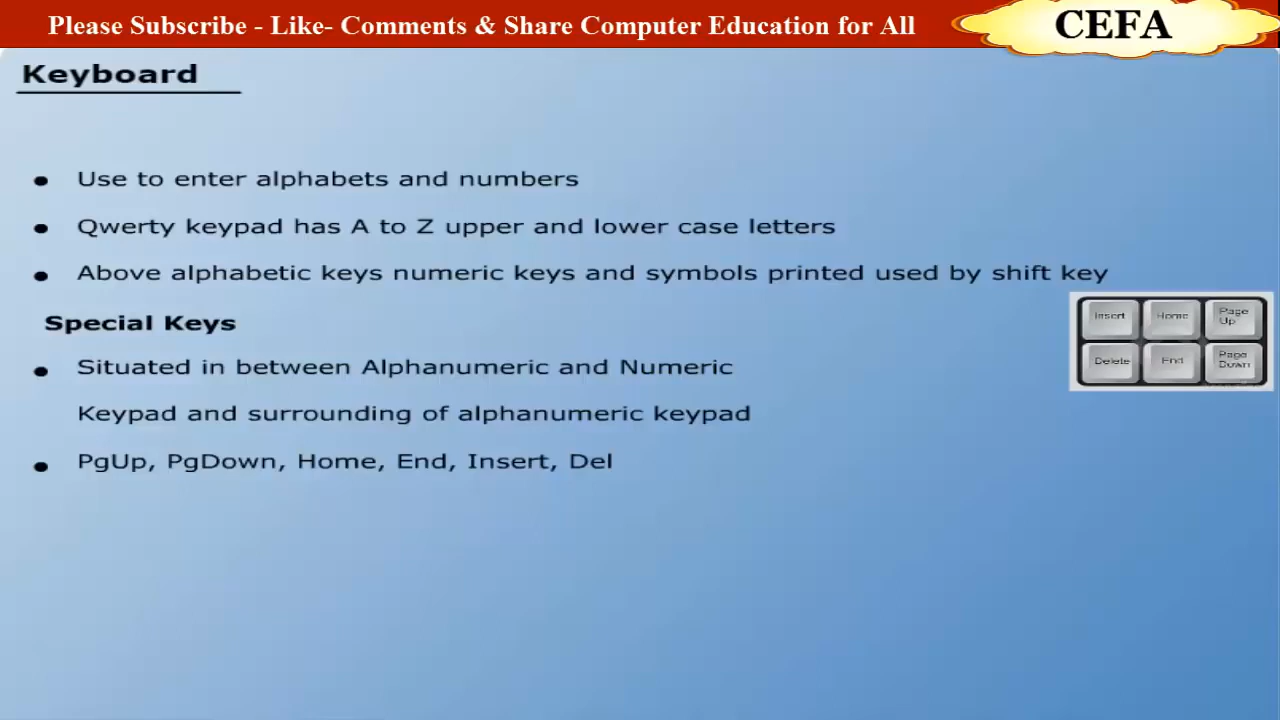 Please Subscribe - Like- Comments & Share Computer Education for All
CEFA
Keyboard
Use to enter alphabets and numbers
Qwerty keypad has A to Z upper and lower case letters
Above alphabetic keys numeric keys and symbols printed used by shift key
Special Keys
Situated in between Alphanumeric and Numeric
Keypad and surrounding of alphanumeric keypad
PgUp, PgDown, Home, End, Insert, Del
Insert Home Page Up
Delete End Page Down